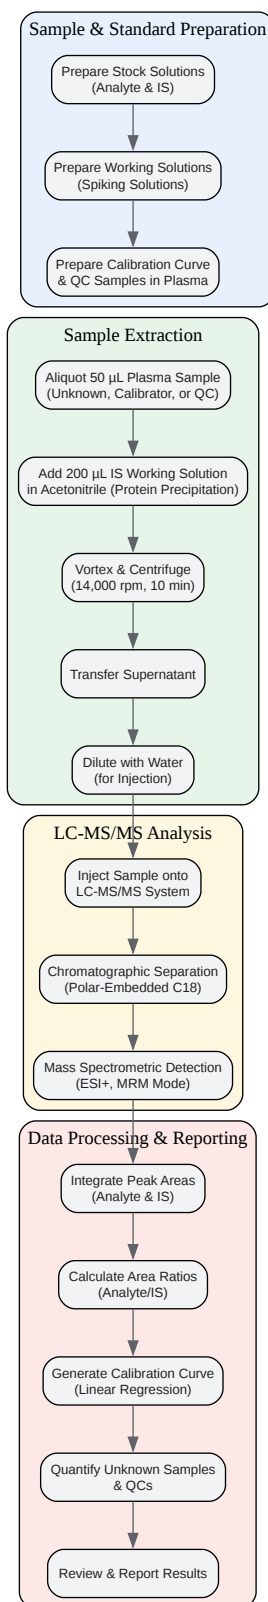 Sample & Standard Preparation
Prepare Stock Solutions
(Analyte & IS)
Prepare Working Solutions
(Spiking Solutions)
Prepare Calibration Curve
& QC Samples in Plasma
Sample Extraction
Aliquot 50 µL Plasma Sample
(Unknown, Calibrator, or QC)
Add 200 µL IS Working Solution
in Acetonitrile (Protein Precipitation)
Vortex & Centrifuge
(14,000 rpm, 10 min)
Transfer Supernatant
Dilute with Water
(for Injection)
LC-MS/MS Analysis
Inject Sample onto
LC-MS/MS System
Chromatographic Separation
(Polar-Embedded C18)
Mass Spectrometric Detection
(ESI+, MRM Mode)
Data Processing & Reporting
Integrate Peak Areas
(Analyte & IS)
Calculate Area Ratios
(Analyte/IS)
Generate Calibration Curve
(Linear Regression)
Quantify Unknown Samples
& QCs
Review & Report Results